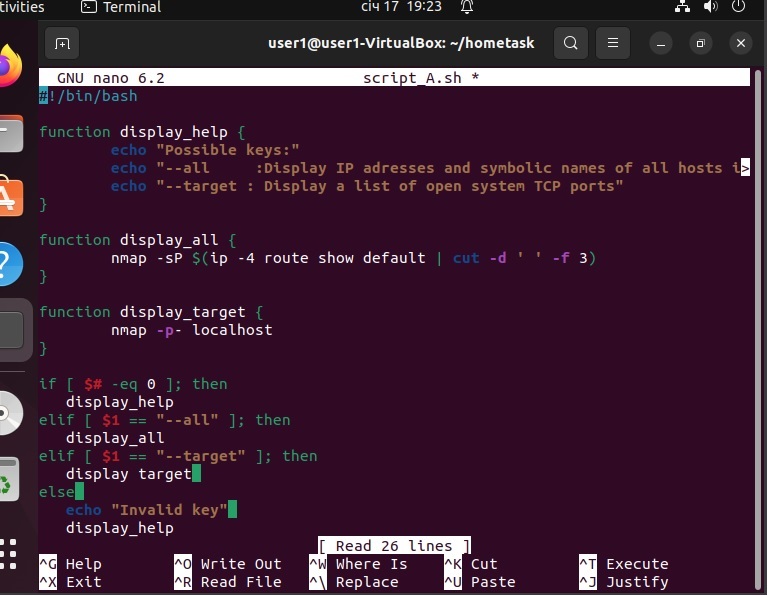 tivities Terminal січ 17 19:23
user1@user1-VirtualBox: ~/hometask
GNU nano 6.2 script_A.sh *
#!/bin/bash
function display_help {
echo "Possible keys:"
echo "--all :Display IP adresses and symbolic names of all hosts i>
echo "--target : Display a list of open system TCP ports"
}
function display_all {
nmap -sP $(ip -4 route show default | cut -d ' ' -f 3)
}
function display_target {
nmap -p- localhost
}
if [ $# -eq 0 ]; then
display_help
elif [ $1 == "--all" ]; then
display_all
elif [ $1 == "--target" ]; then
display target
else
echo "Invalid key"
display_help
[ Read 26 lines ]
^G Help ^O Write Out ^W Where Is ^K Cut ^T Execute
^X Exit ^R Read File ^\ Replace ^U Paste ^J Justify